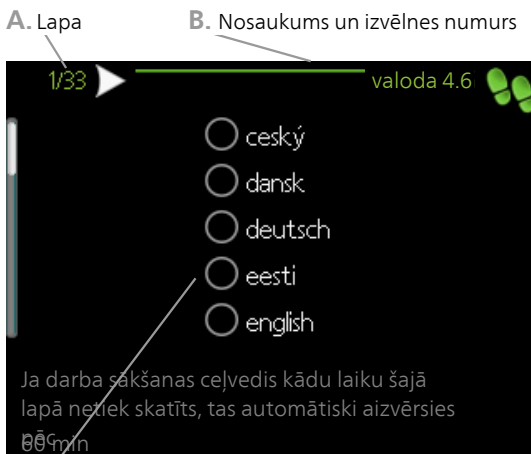 A. Lapa
B. Nosaukums un izvēlnes numurs
1/33
valoda 4.6
ceský
dansk
deutsch
eesti
english
Ja darba sākšanas ceļvedis kādu laiku šajā
lapā netiek skatīts, tas automātiski aizvērsies
pēc
60 min